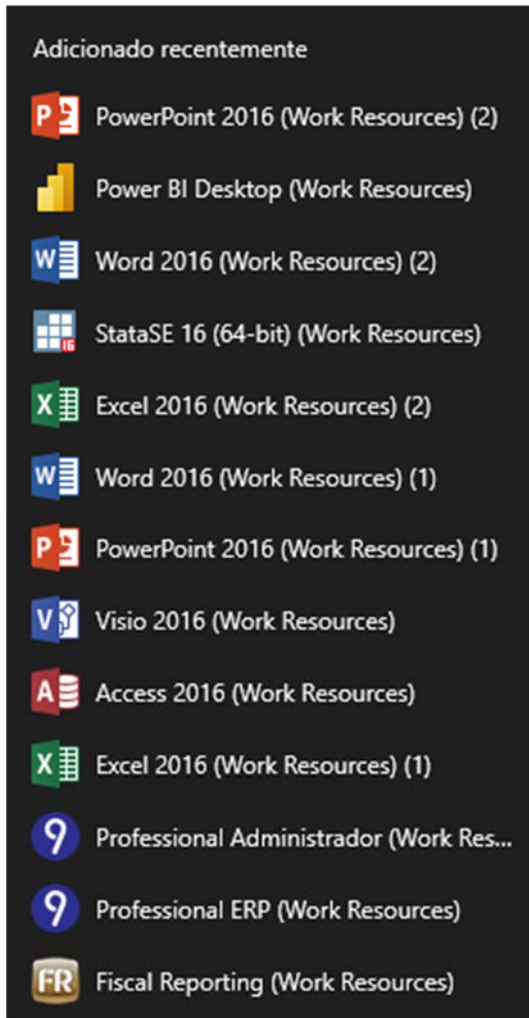 Adicionado recentemente
PowerPoint 2016 (Work Resources) (2)
Power BI Desktop (Work Resources)
Word 2016 (Work Resources) (2)
StataSE 16 (64-bit) (Work Resources)
Excel 2016 (Work Resources) (2)
Word 2016 (Work Resources) (1)
PowerPoint 2016 (Work Resources) (1)
Visio 2016 (Work Resources)
Access 2016 (Work Resources)
Excel 2016 (Work Resources) (1)
Professional Administrador (Work Res...
Professional ERP (Work Resources)
Fiscal Reporting (Work Resources)